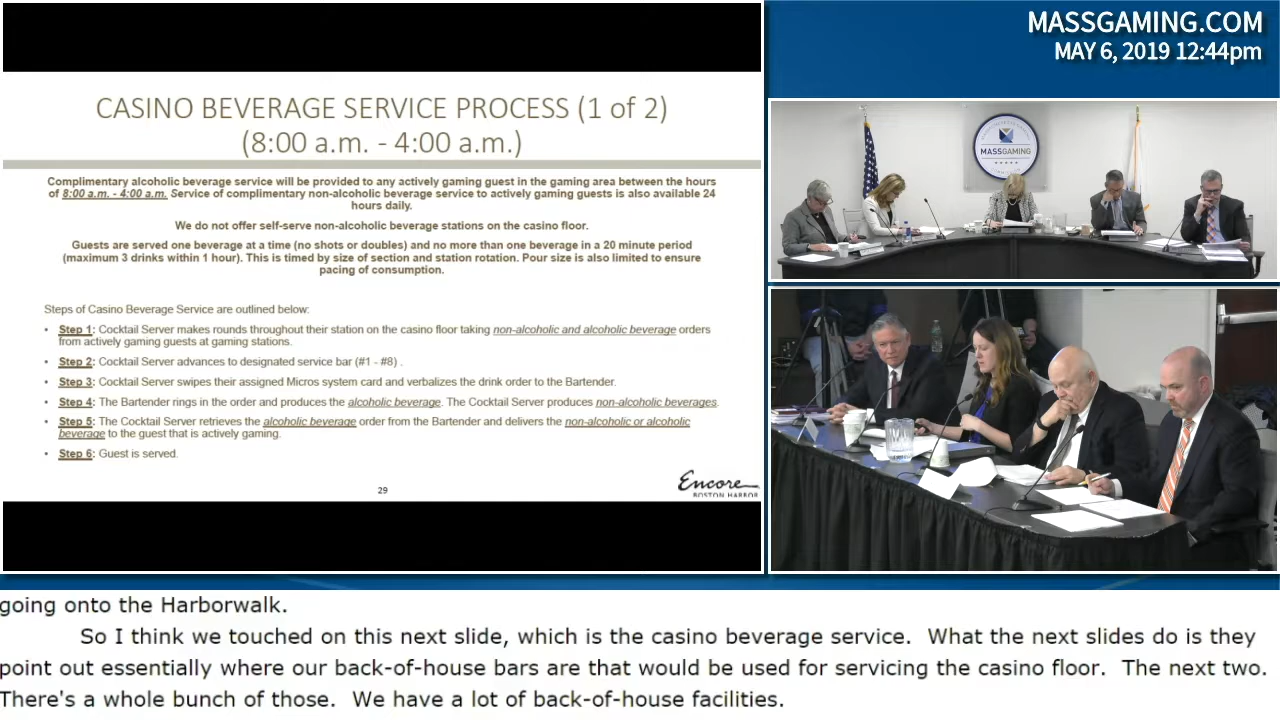 MASSGAMING.COM
MAY 6, 2019 12:44pm
CASINO BEVERAGE SERVICE PROCESS (1 of 2)
(8:00 a.m. - 4:00 a.m.)
Complimentary alcoholic beverage service will be provided to any actively gaming guest in the gaming area between the hours
of 8:00 a.m. - 4:00 a.m. Service of complimentary non-alcoholic beverage service to actively gaming guests is also available 24
hours daily.
We do not offer self-serve non-alcoholic beverage stations on the casino floor.
Guests are served one beverage at a time (no shots or doubles) and no more than one beverage in a 20 minute period
(maximum 3 drinks within 1 hour). This is timed by size of section and station rotation. Pour size is also limited to ensure
pacing of consumption.
Steps of Casino Beverage Service are outlined below:
• Step 1: Cocktail Server makes rounds throughout their station on the casino floor taking non-alcoholic and alcoholic beverage orders
from actively gaming guests at gaming stations.
• Step 2: Cocktail Server advances to designated service bar (#1 - #8) .
• Step 3: Cocktail Server swipes their assigned Micros system card and verbalizes the drink order to the Bartender.
• Step 4: The Bartender rings in the order and produces the alcoholic beverage. The Cocktail Server produces non-alcoholic beverages.
• Step 5: The Cocktail Server retrieves the alcoholic beverage order from the Bartender and delivers the non-alcoholic or alcoholic
beverage to the guest that is actively gaming.
• Step 6: Guest is served.
29
Encore
BOSTON HARBOR
MASSGAMING
going onto the Harborwalk.
So I think we touched on this next slide, which is the casino beverage service. What the next slides do is they
point out essentially where our back-of-house bars are that would be used for servicing the casino floor. The next two.
There's a whole bunch of those. We have a lot of back-of-house facilities.